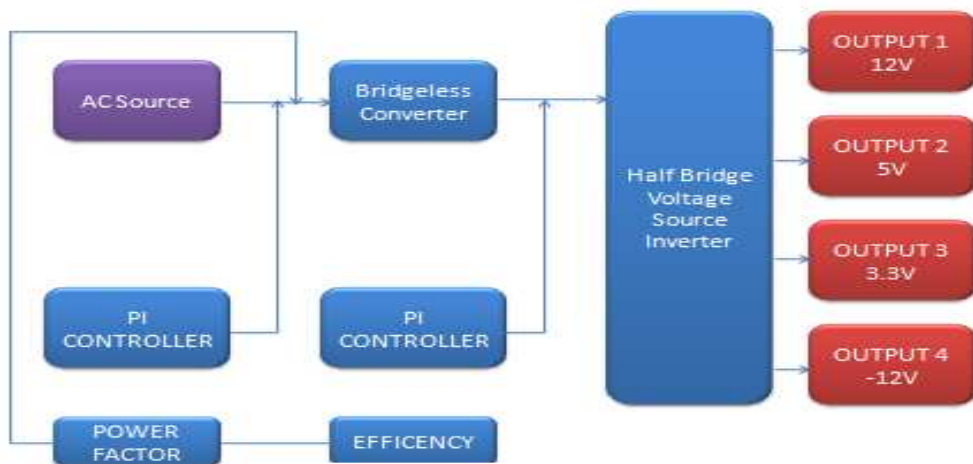 AC Source
Bridgeless
Converter
Half Bridge
Voltage
Source
Inverter
OUTPUT 1
12V
OUTPUT 2
5V
OUTPUT 3
3.3V
OUTPUT 4
-12V
PI
CONTROLLER
PI
CONTROLLER
POWER
FACTOR
EFFICENCY